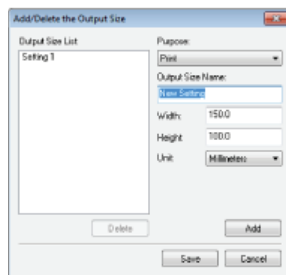 Add/Delete the Output Size
Output Size List
Setting 1
Delete
Purpose:
Print
Output Size Name:
New Setting
Width: 150.0
Height 100.0
Unit: Millimeters
Add
Save Cancel